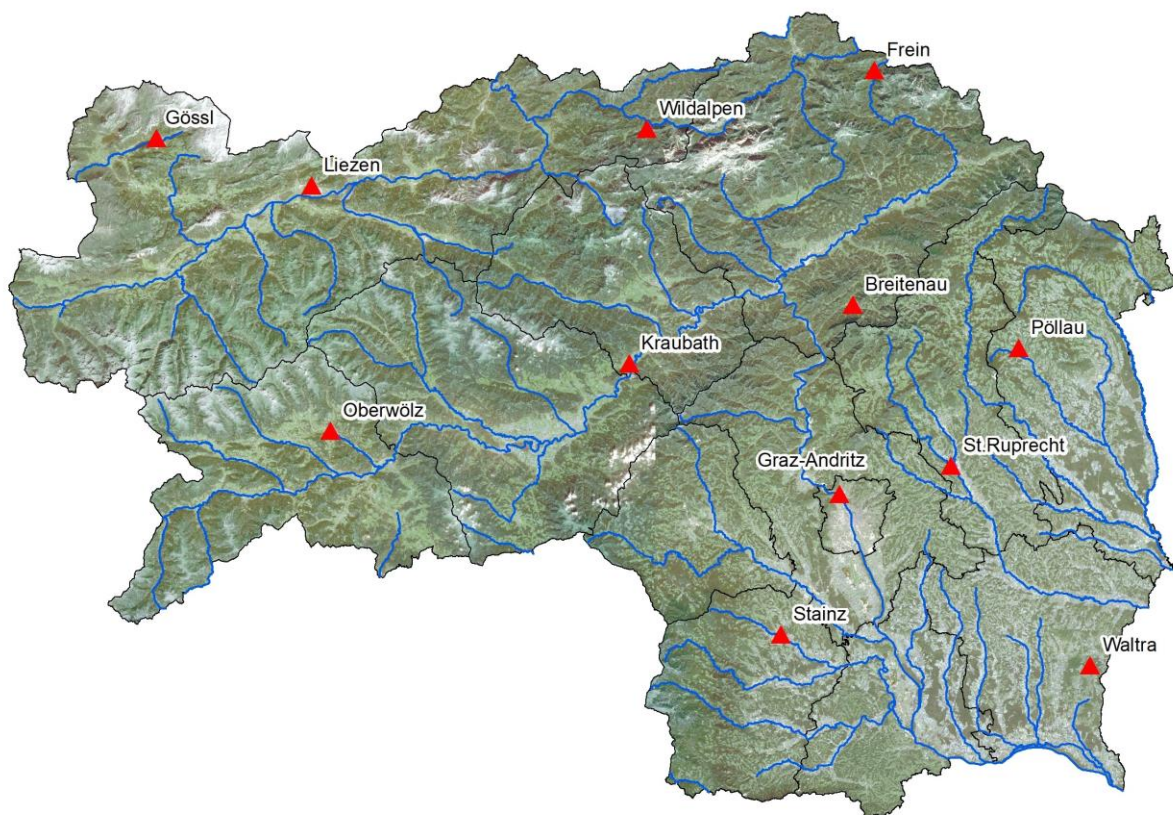 Frein
Wildalpen
Gössl
Liezen
Breitenau
Pöllau
Kraubath
Oberwölz
St.Ruprecht
Graz-Andritz
Stainz
Waltra